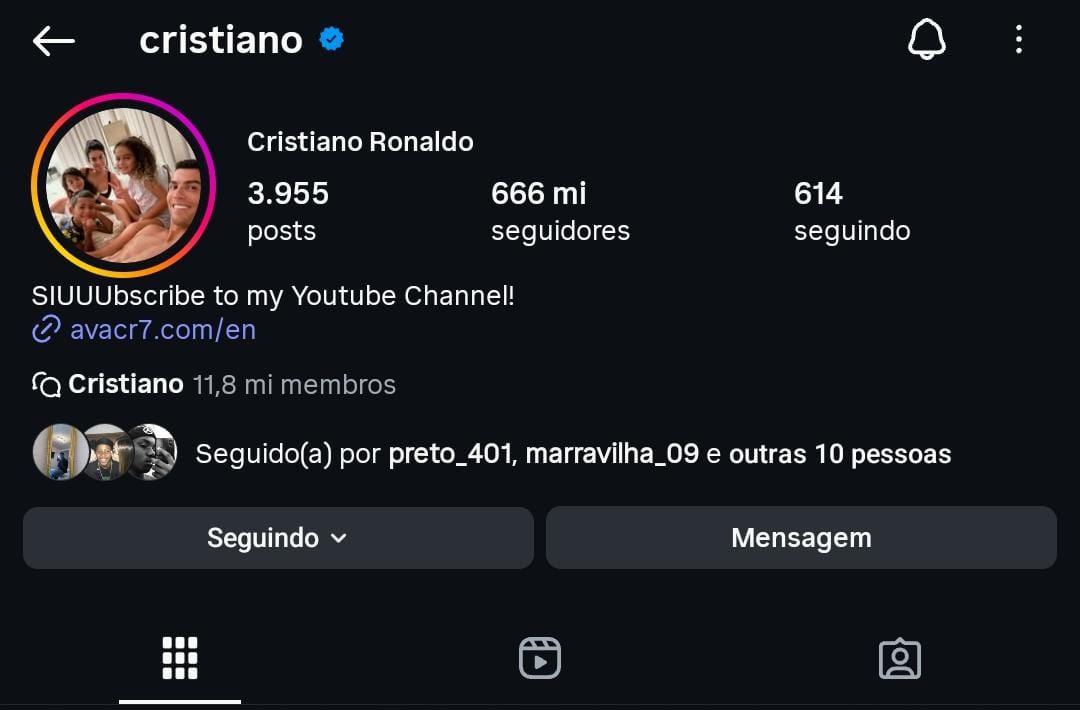 cristiano
Cristiano Ronaldo
3.955 666 mi 614
posts seguidores seguindo
SIUUUbscribe to my Youtube Channel!
avacr7.com/en
Cristiano 11,8 mi membros
Seguido(a) por preto_401, marravilha_09 e outras 10 pessoas
Seguindo Mensagem